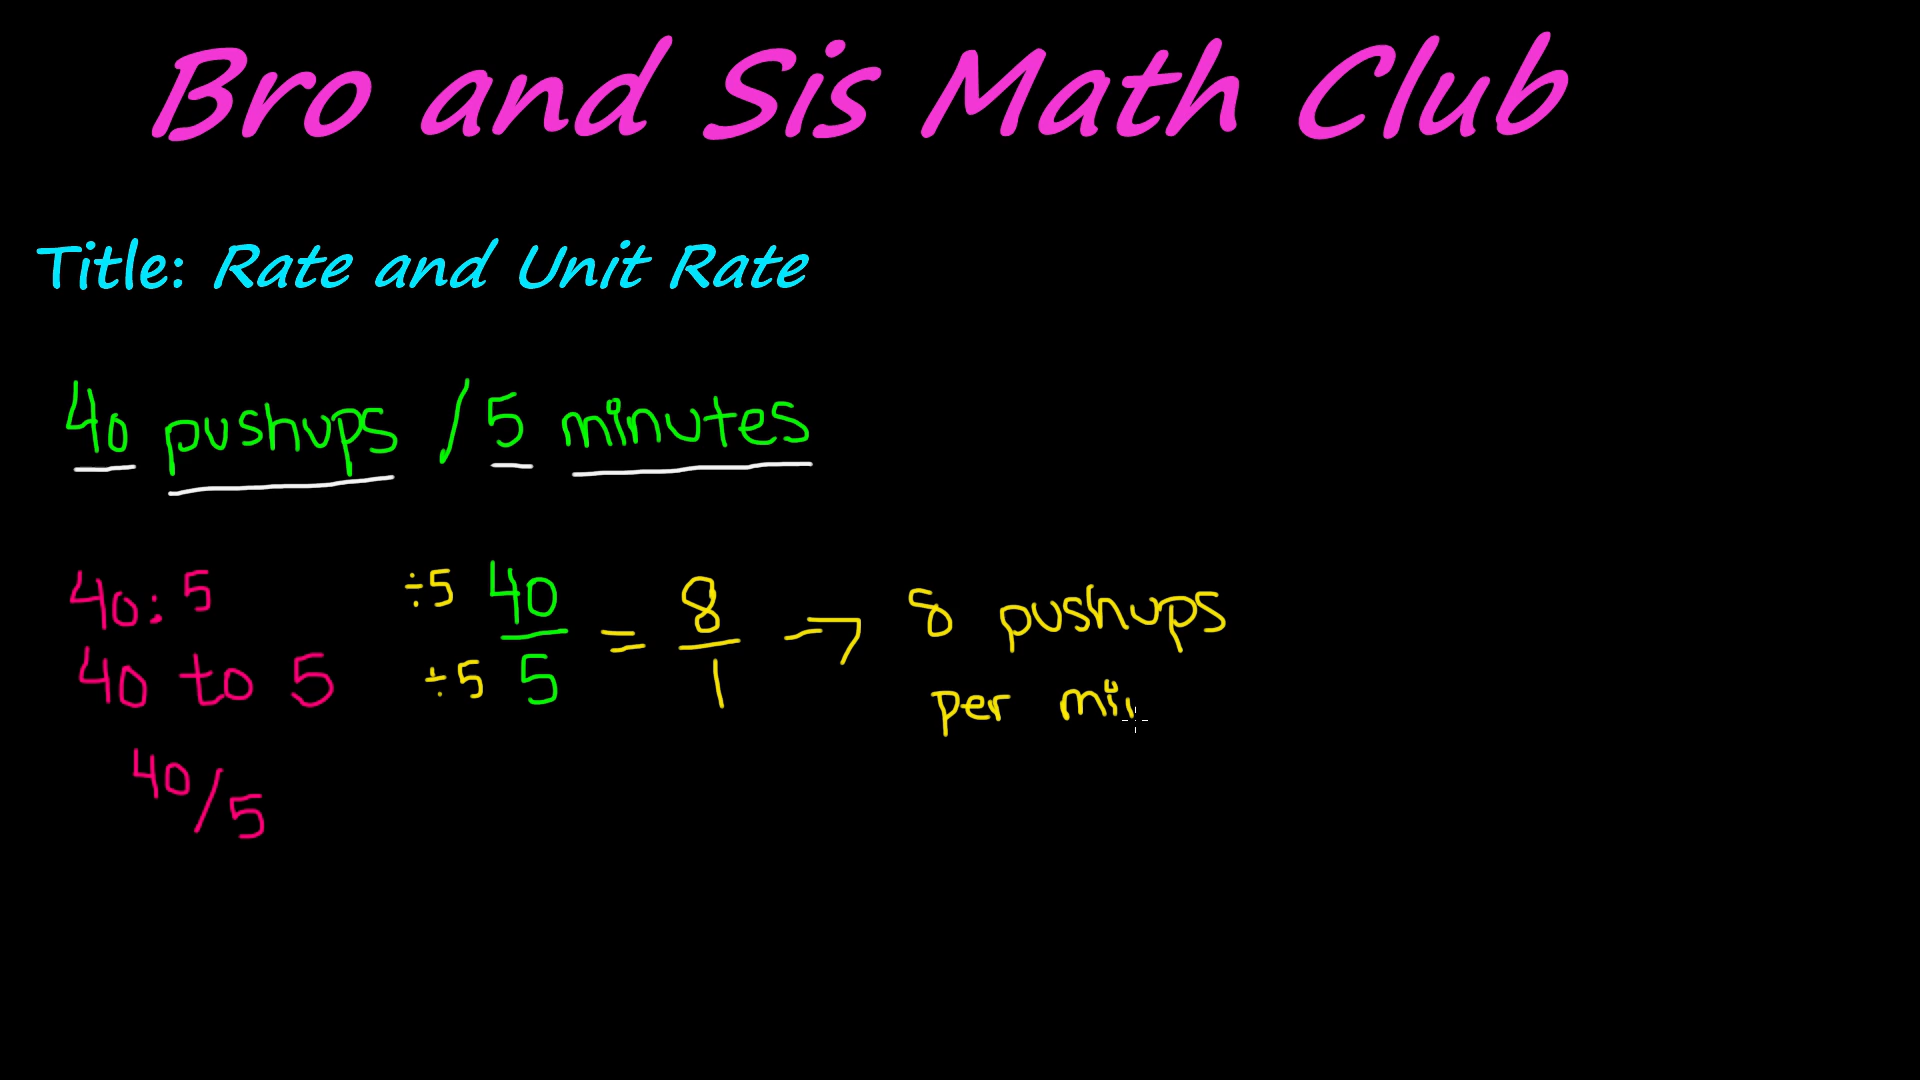 Bro and Sis Math Club
Title: Rate and Unit Rate
40 pushups / 5 minutes
40:5
40 to 5
40/5
÷5 40
÷5 5
= 8/1 → 8 pushups
per min